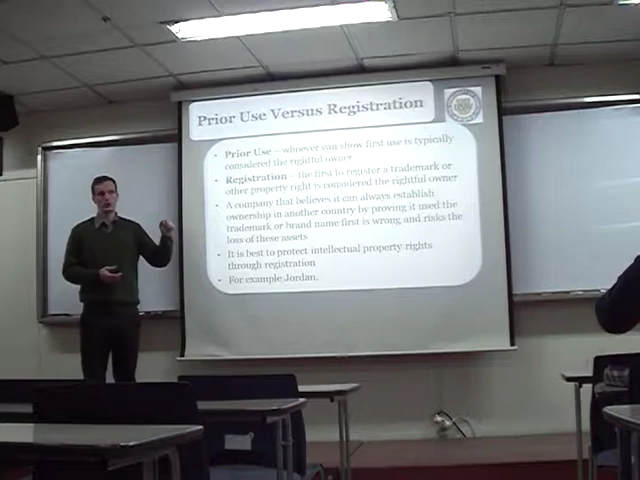 Prior Use Versus Registration
• Prior Use – whoever can show first use is typically
considered the rightful owner
• Registration – the first to register a trademark or
other property right is considered the rightful owner
• A company that believes it can always establish
ownership in another country by proving it used the
trademark or brand name first is wrong and risks the
loss of these assets
• It is best to protect intellectual property rights
through registration
• For example Jordan.